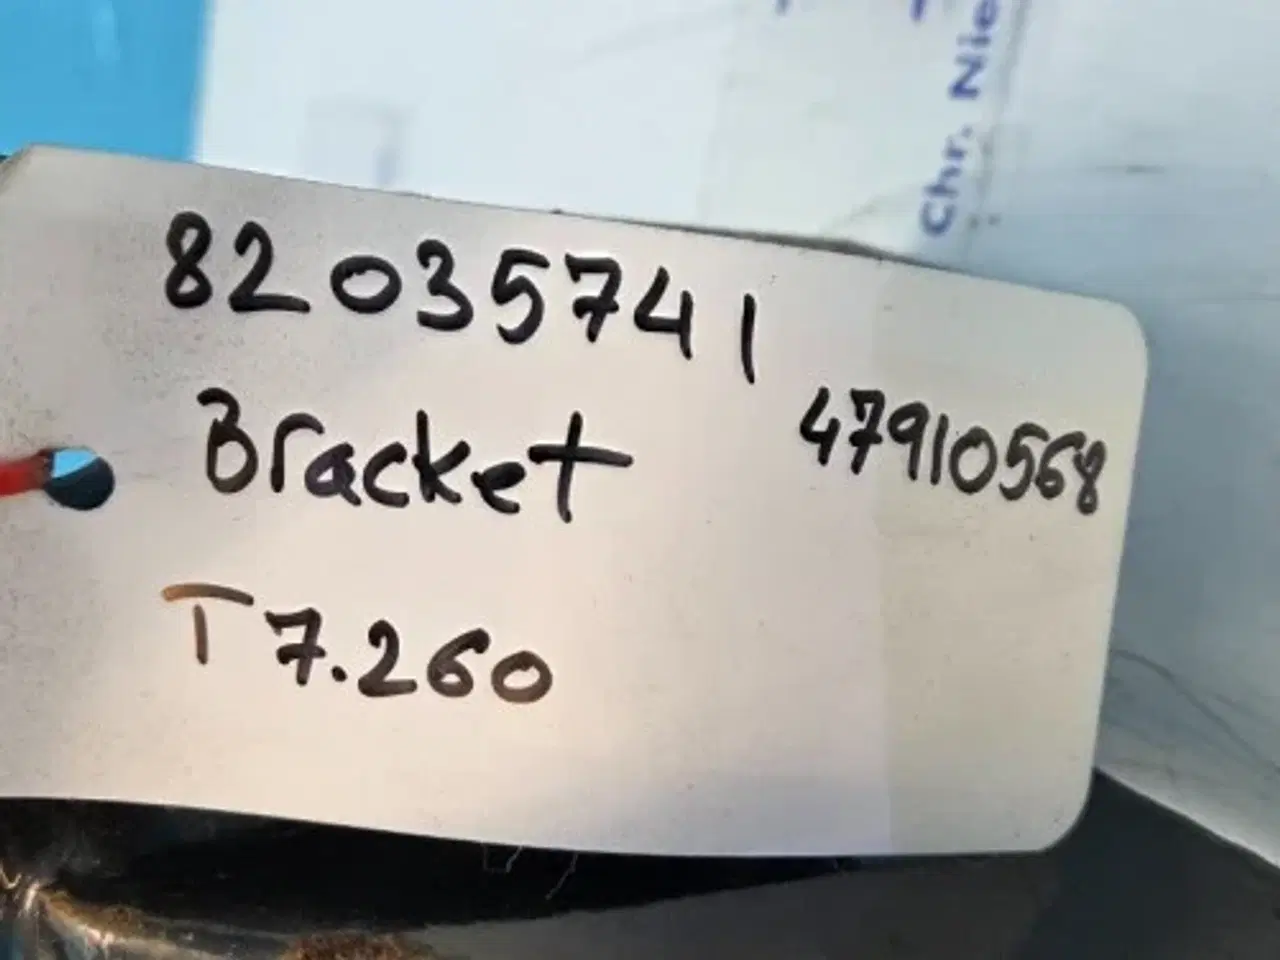 Chr. Nie
82035741
Bracket
47910568
T7.260